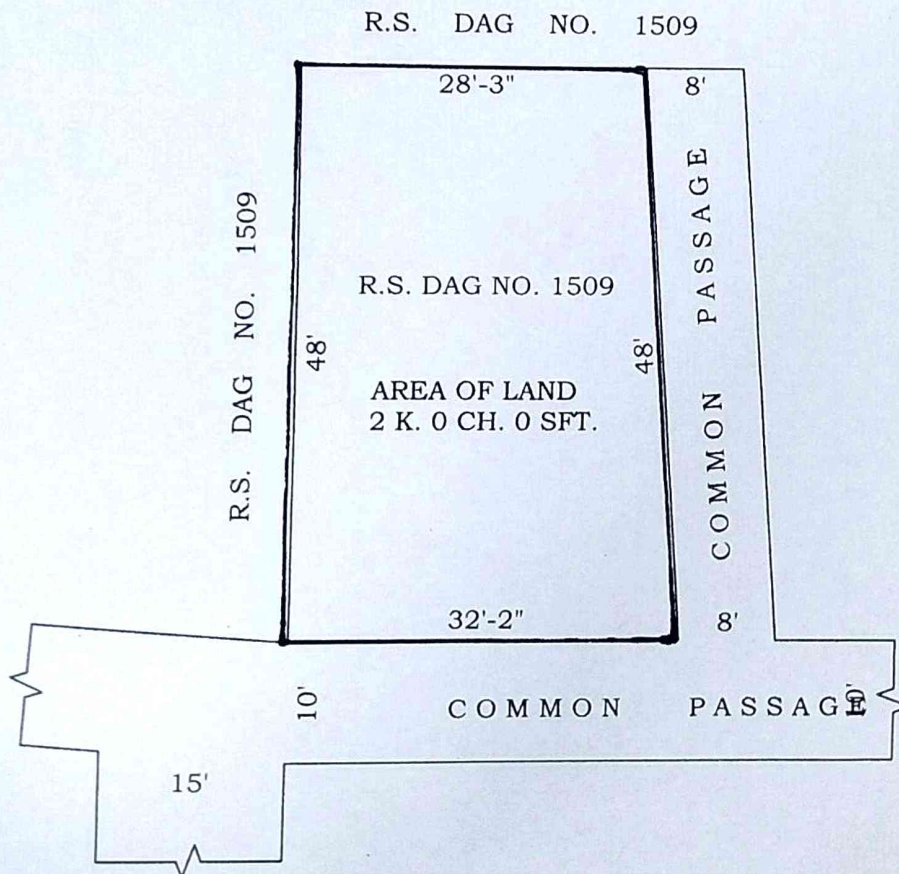 R.S. DAG NO. 1509
28'-3"
8'
R.S. DAG NO. 1509
COMMON PASSAGE
R.S. DAG NO. 1509
48'
48'
AREA OF LAND
2 K. 0 CH. 0 SFT.
32'-2"
8'
10'
COMMON PASSAGE
10'
15'